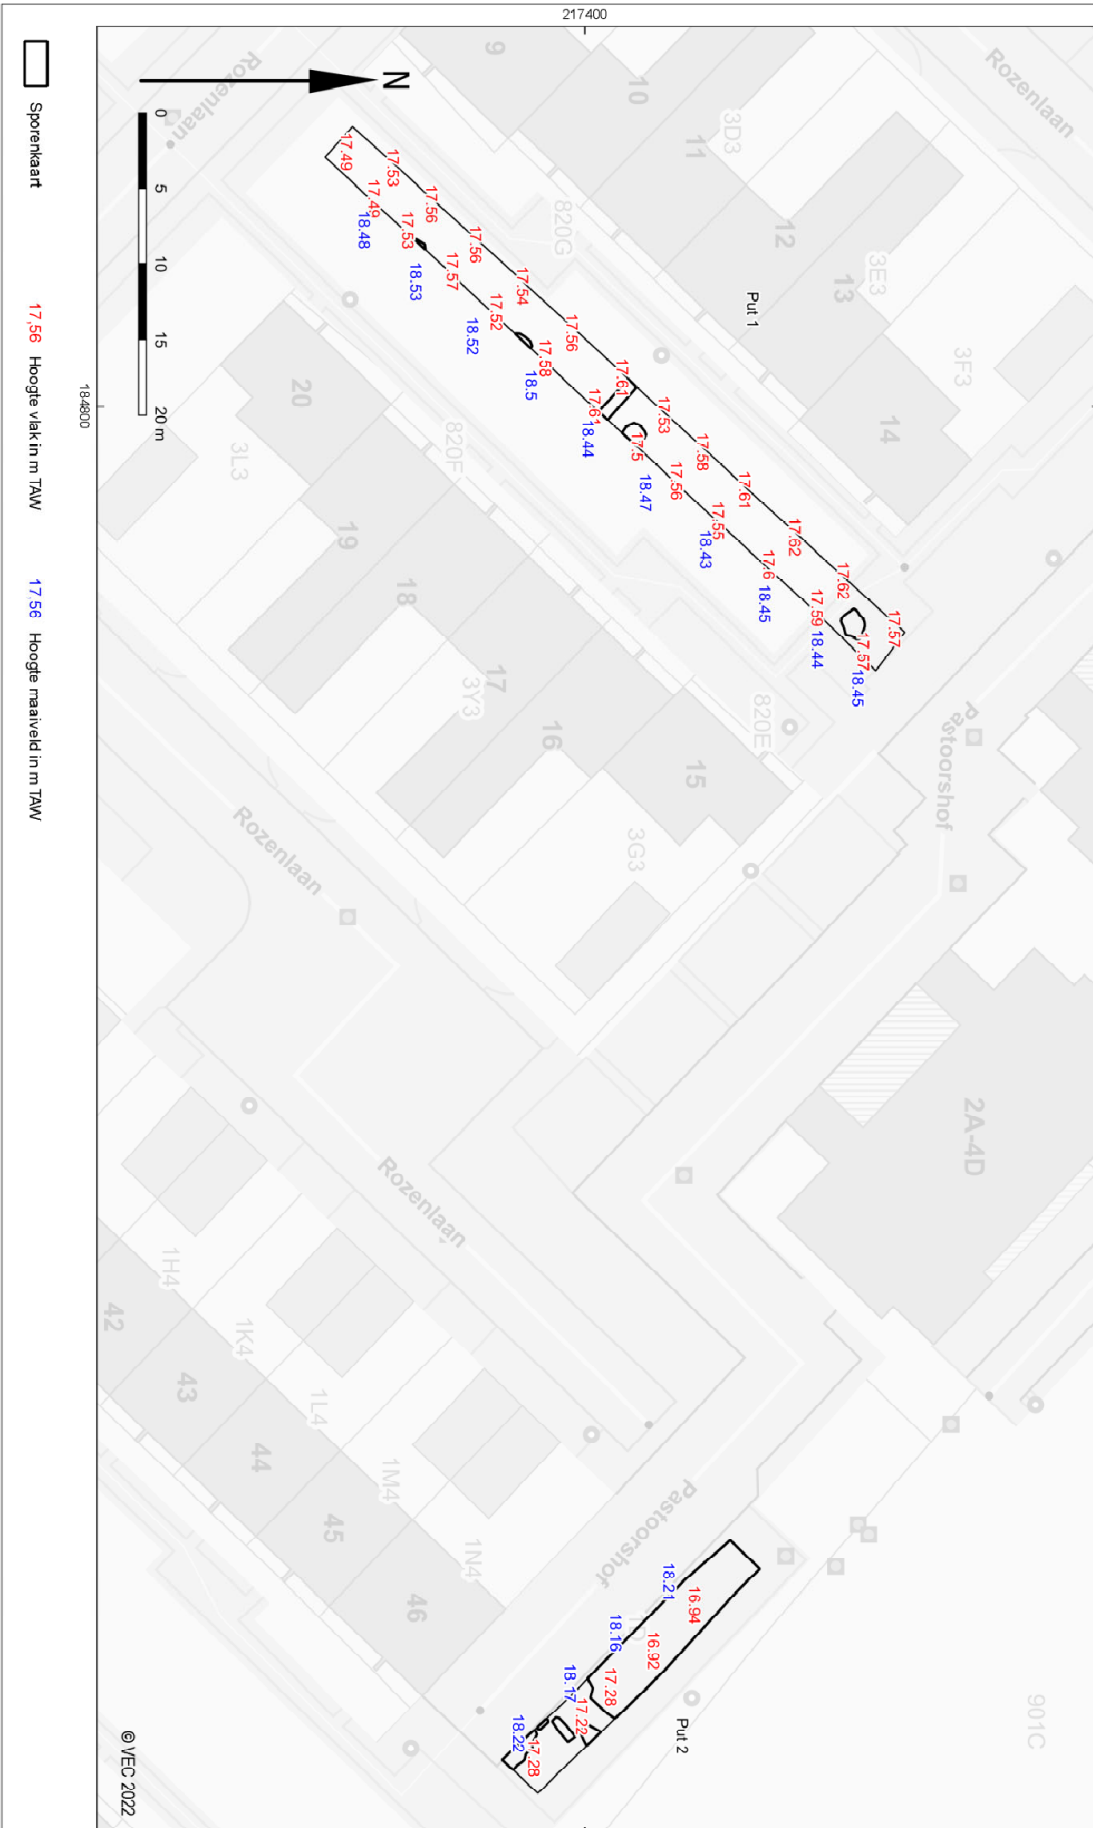 217400
184800
N
0 5 10 15 20 m
Sporenkaart
17,56 Hoogte vlak in m TAW
17,56 Hoogte maaiveld in m TAW
© VEC 2022
Put 1
Put 2
Rozenlaan
Rozenlaan
Rozenlaan
Rozenlaan
Pastoorshof
Pastoorshof
9
10
11
12
13
14
15
16
17
18
19
20
42
43
44
45
46
2A-4D
3D3
3E3
3F3
3G3
3Y3
3L3
820G
820F
820E
901C
1H4
1K4
1L4
1M4
1N4
17.49
17.53
17.56
17.56
17.54
17.56
17.61
17.53
17.58
17.61
17.62
17.62
17.57
17.49
17.53
17.57
17.52
17.58
17.61
17.5
17.56
17.55
17.6
17.59
17.57
18.48
18.53
18.52
18.5
18.44
18.47
18.43
18.45
18.44
18.45
16.94
16.92
17.28
17.22
17.28
18.21
18.16
18.17
18.22